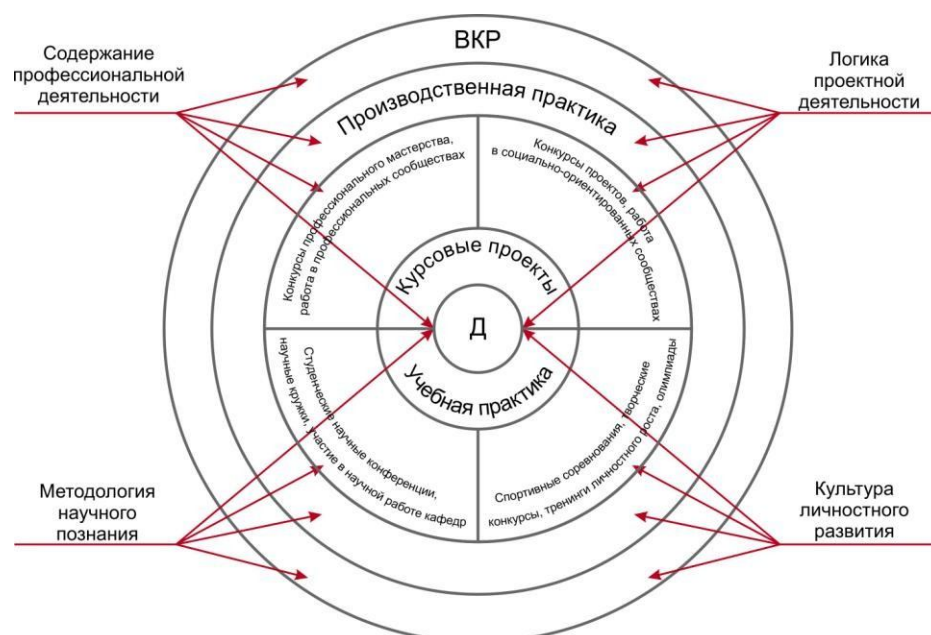 ВКР
Содержание
профессиональной
деятельности
Логика
проектной
деятельности
Производственная практика
Конкурсы профессионального мастерства,
работа в профессиональных сообществах
Конкурсы проектов, работа
в социально-ориентированных сообществах
Курсовые проекты
Д
Учебная практика
Студенческие научные конференции,
научные кружки, участие в научной работе кафедр
Спортивные соревнования, творческие
конкурсы, тренинги личностного роста, олимпиады
Методология
научного
познания
Культура
личностного
развития